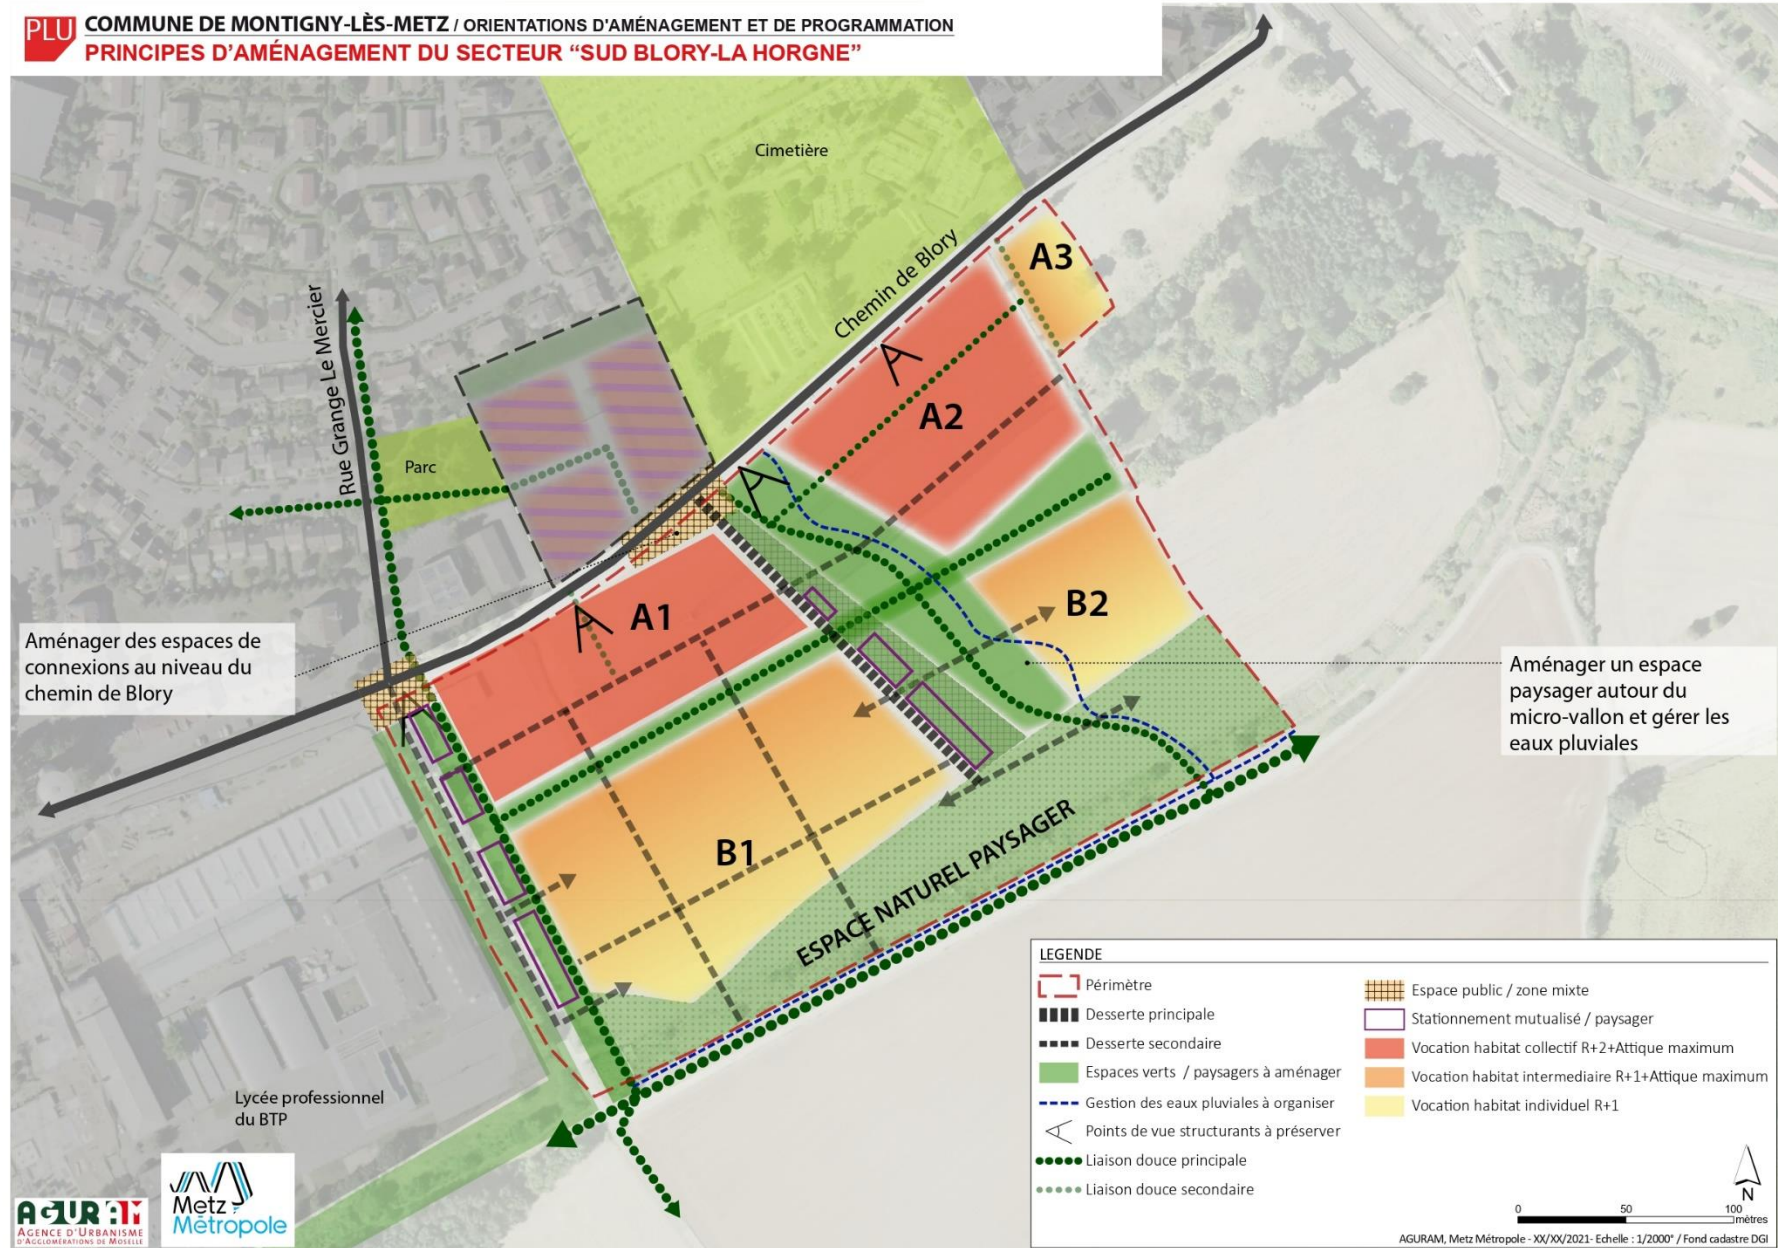 PLU
COMMUNE DE MONTIGNY-LÈS-METZ / ORIENTATIONS D'AMÉNAGEMENT ET DE PROGRAMMATION
PRINCIPES D'AMÉNAGEMENT DU SECTEUR “SUD BLORY-LA HORGNE”
Cimetière
Chemin de Blory
Rue Grange Le Mercier
Parc
A3
A2
A1
B2
B1
Aménager des espaces de
connexions au niveau du
chemin de Blory
Aménager un espace
paysager autour du
micro-vallon et gérer les
eaux pluviales
ESPACE NATUREL PAYSAGER
Lycée professionnel
du BTP
LEGENDE
Périmètre
Desserte principale
Desserte secondaire
Espaces verts / paysagers à aménager
Gestion des eaux pluviales à organiser
Points de vue structurants à préserver
Liaison douce principale
Liaison douce secondaire
Espace public / zone mixte
Stationnement mutualisé / paysager
Vocation habitat collectif R+2+Attique maximum
Vocation habitat intermediaire R+1+Attique maximum
Vocation habitat individuel R+1
N
0 50 100
mètres
AGURAM, Metz Métropole - XX/XX/2021- Echelle : 1/2000° / Fond cadastre DGI
AGURAM
AGENCE D'URBANISME
D'AGGLOMÉRATIONS DE MOSELLE
Metz
Métropole